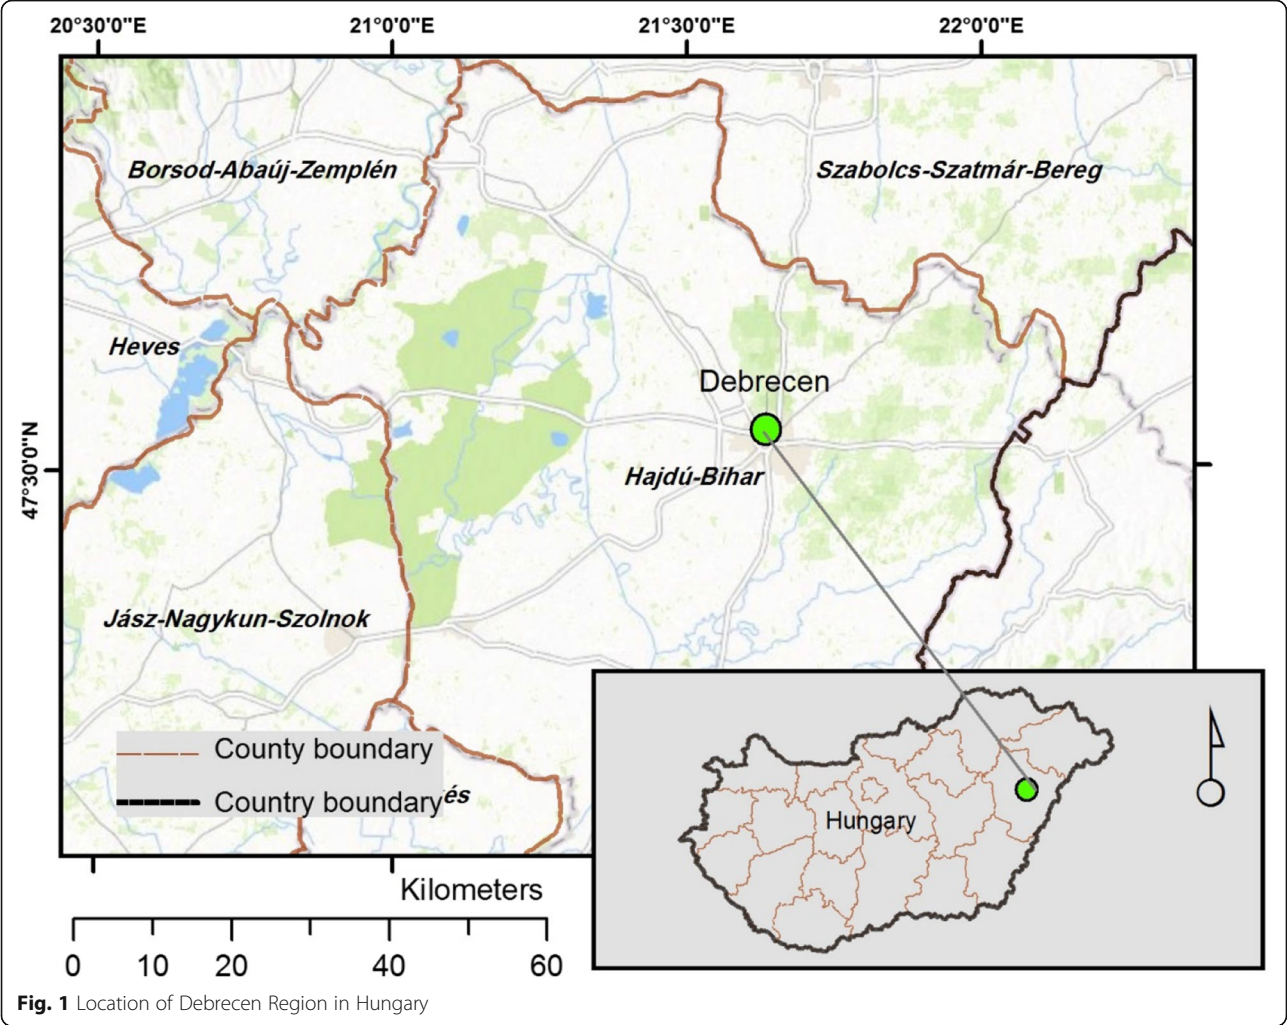 20°30'0"E 21°0'0"E 21°30'0"E 22°0'0"E
Borsod-Abaúj-Zemplén
Szabolcs-Szatmár-Bereg
Heves
Debrecen
47°30'0"N
Hajdú-Bihar
Jász-Nagykun-Szolnok
County boundary
Country boundary
és
Hungary
Kilometers
0 10 20 40 60
Fig. 1 Location of Debrecen Region in Hungary